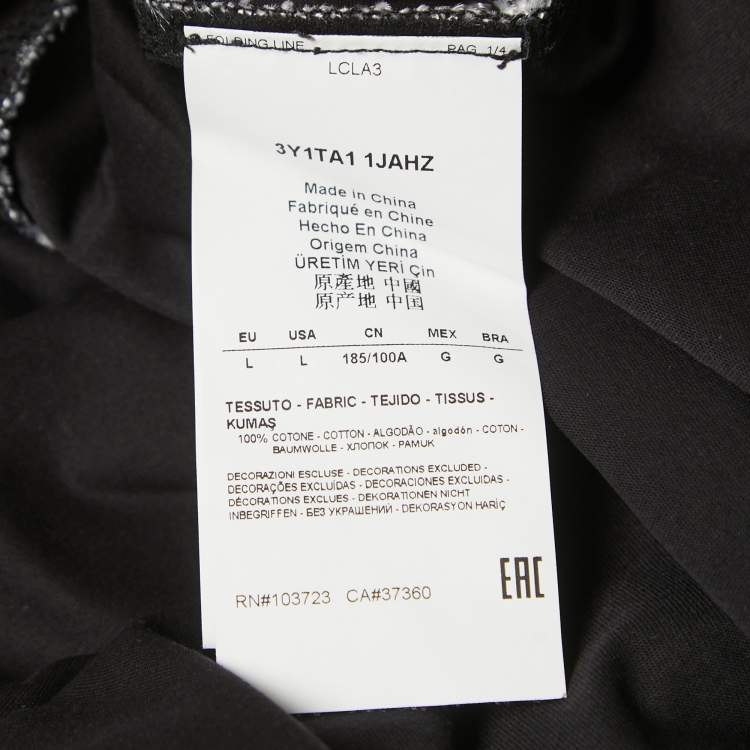 FOLDING LINE PAG. 1/4
LCLA3
3Y1TA1 1JAHZ
Made in China
Fabriqué en Chine
Hecho En China
Origem China
ÜRETİM YERİ Çin
原產地 中國
原产地 中国
EU USA CN MEX BRA
L L 185/100A G G
TESSUTO - FABRIC - TEJIDO - TISSUS -
KUMAŞ
100% COTONE - COTTON - ALGODÃO - algodón - COTON -
BAUMWOLLE - ХЛОПОК - PAMUK
DECORAZIONI ESCLUSE - DECORATIONS EXCLUDED -
DECORAÇÕES EXCLUÍDAS - DECORACIONES EXCLUIDAS -
DÉCORATIONS EXCLUES - DEKORATIONEN NICHT
INBEGRIFFEN - БЕЗ УКРАШЕНИЙ - DEKORASYON HARİÇ
EAC
RN#103723 CA#37360